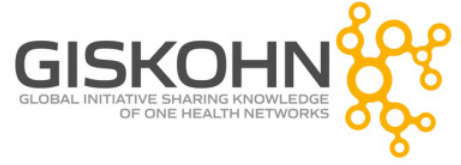 GISKOHN
GLOBAL INITIATIVE SHARING KNOWLEDGE
OF ONE HEALTH NETWORKS